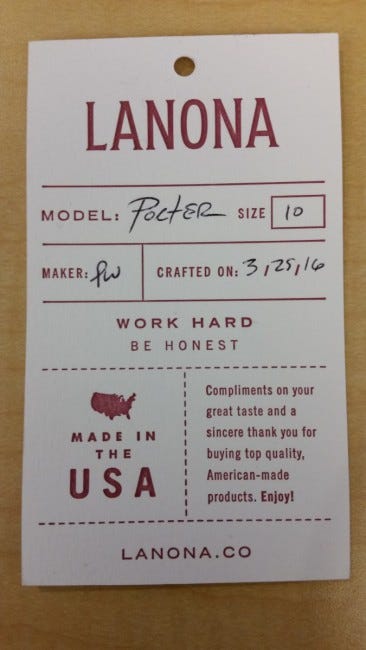 LANONA
MODEL: Porter SIZE 10
MAKER: fw CRAFTED ON: 3,25,16
WORK HARD
BE HONEST
MADE IN
THE
USA
Compliments on your
great taste and a
sincere thank you for
buying top quality,
American-made
products. Enjoy!
LANONA.CO